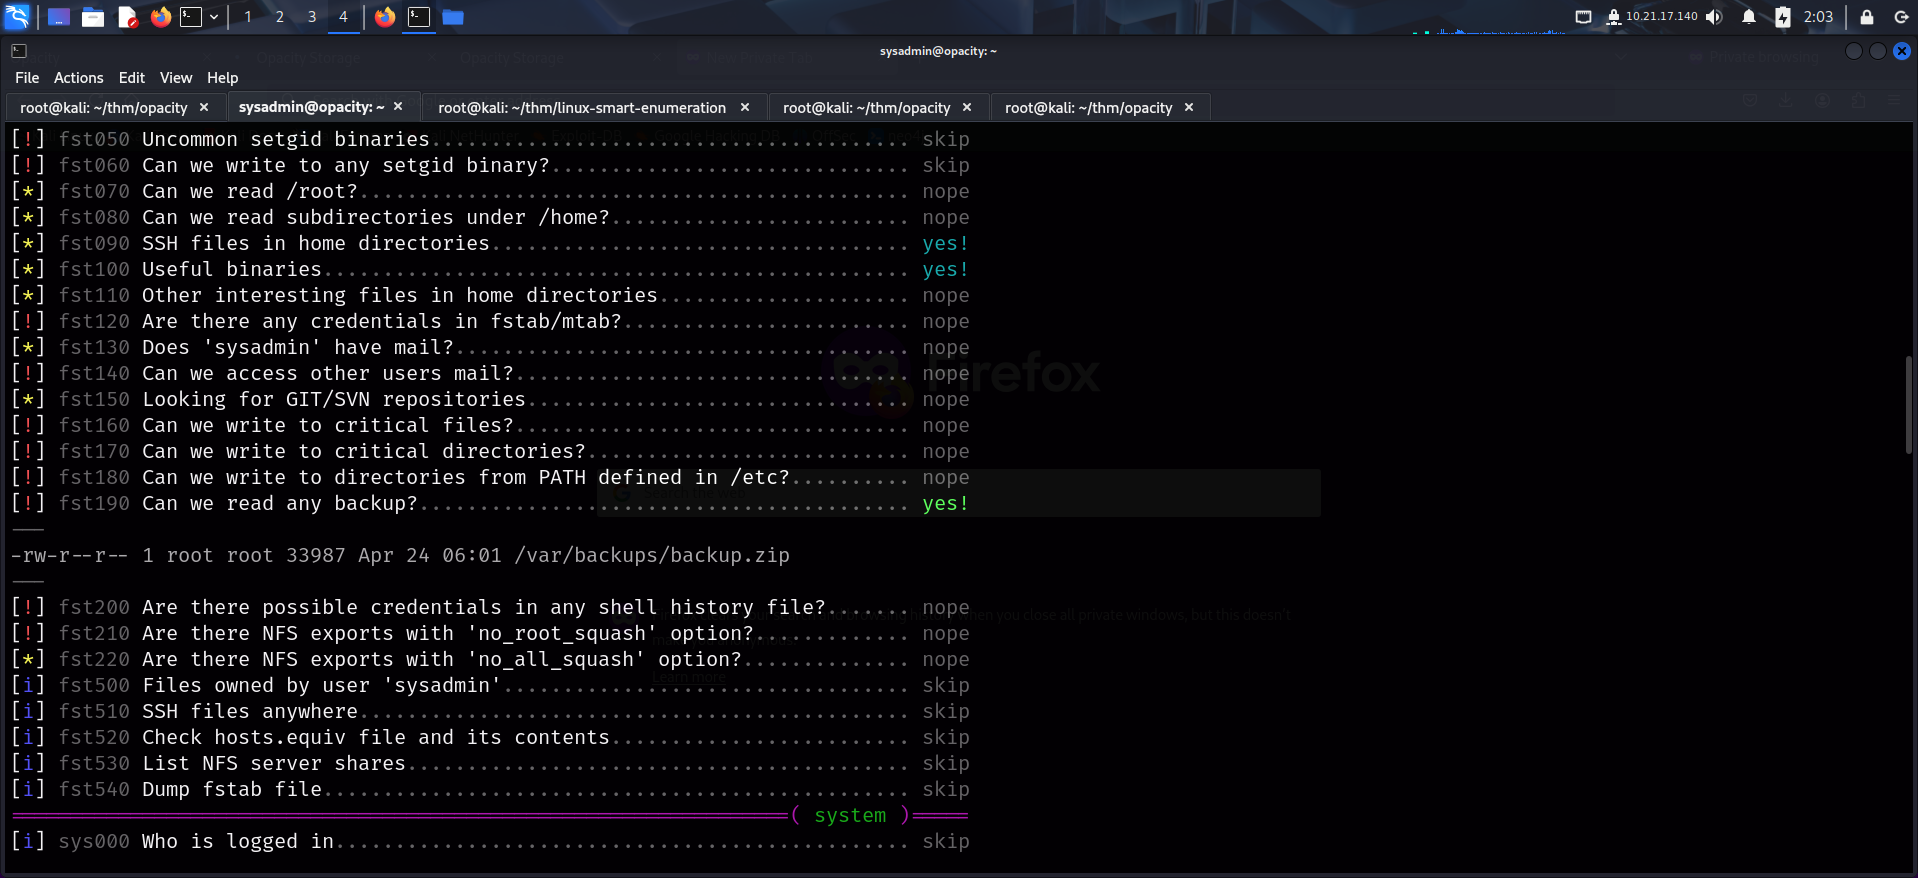 1 2 3 4 10.21.17.140 2:03
sysadmin@opacity: ~
File Actions Edit View Help
root@kali: ~/thm/opacity × sysadmin@opacity: ~ × root@kali: ~/thm/linux-smart-enumeration × root@kali: ~/thm/opacity × root@kali: ~/thm/opacity ×
[!] fst050 Uncommon setgid binaries........................................ skip
[!] fst060 Can we write to any setgid binary?.............................. skip
[*] fst070 Can we read /root?.............................................. nope
[*] fst080 Can we read subdirectories under /home?......................... nope
[*] fst090 SSH files in home directories................................... yes!
[*] fst100 Useful binaries................................................. yes!
[*] fst110 Other interesting files in home directories..................... nope
[!] fst120 Are there any credentials in fstab/mtab?........................ nope
[*] fst130 Does 'sysadmin' have mail?...................................... nope
[!] fst140 Can we access other users mail?................................. nope
[*] fst150 Looking for GIT/SVN repositories................................ nope
[!] fst160 Can we write to critical files?................................. nope
[!] fst170 Can we write to critical directories?........................... nope
[!] fst180 Can we write to directories from PATH defined in /etc?.......... nope
[!] fst190 Can we read any backup?......................................... yes!
---
-rw-r--r-- 1 root root 33987 Apr 24 06:01 /var/backups/backup.zip
---
[!] fst200 Are there possible credentials in any shell history file?....... nope
[!] fst210 Are there NFS exports with 'no_root_squash' option?............. nope
[*] fst220 Are there NFS exports with 'no_all_squash' option?.............. nope
[i] fst500 Files owned by user 'sysadmin'.................................. skip
[i] fst510 SSH files anywhere.............................................. skip
[i] fst520 Check hosts.equiv file and its contents......................... skip
[i] fst530 List NFS server shares.......................................... skip
[i] fst540 Dump fstab file................................................. skip
=================================================================( system )=====
[i] sys000 Who is logged in................................................ skip
Firefox
Search the web
Learn more